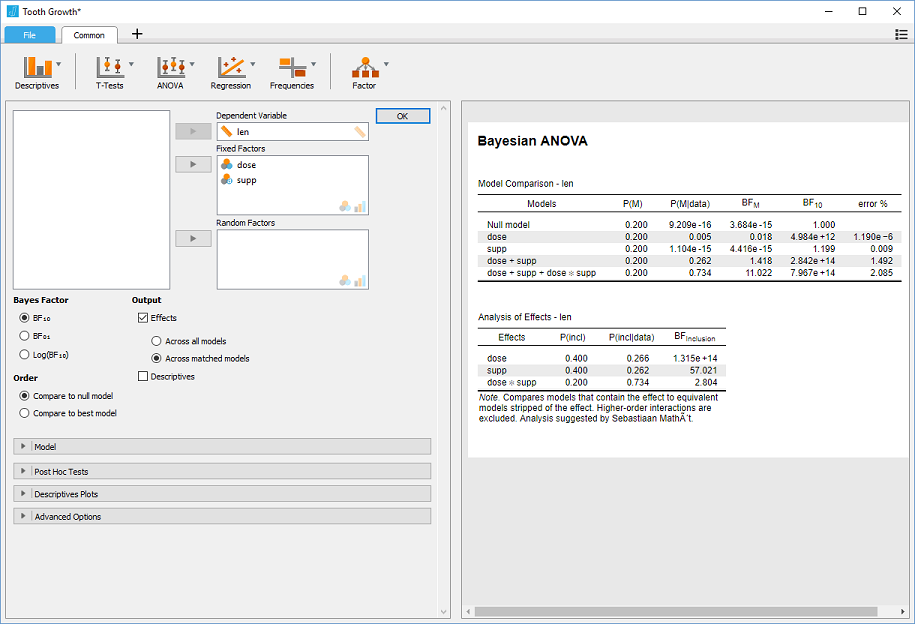 Tooth Growth*
File
Common
Descriptives
T-Tests
ANOVA
Regression
Frequencies
Factor
Dependent Variable
len
OK
Fixed Factors
dose
supp
Random Factors
Bayes Factor
BF₁₀
BF₀₁
Log(BF₁₀)
Order
Compare to null model
Compare to best model
Output
Effects
Across all models
Across matched models
Descriptives
Model
Post Hoc Tests
Descriptives Plots
Advanced Options
Bayesian ANOVA
Model Comparison - len
Models P(M) P(M|data) BF M BF 10 error %
Null model 0.200 9.209e -16 3.684e -15 1.000
dose 0.200 0.005 0.018 4.984e +12 1.190e −6
supp 0.200 1.104e -15 4.416e -15 1.199 0.009
dose + supp 0.200 0.262 1.418 2.842e +14 1.492
dose + supp + dose ✻ supp 0.200 0.734 11.022 7.967e +14 2.085
Analysis of Effects - len
Effects P(incl) P(incl|data) BF Inclusion
dose 0.400 0.266 1.315e +14
supp 0.400 0.262 57.021
dose ✻ supp 0.200 0.734 2.804
Note. Compares models that contain the effect to equivalent
models stripped of the effect. Higher-order interactions are
excluded. Analysis suggested by Sebastiaan MathÃ´t.